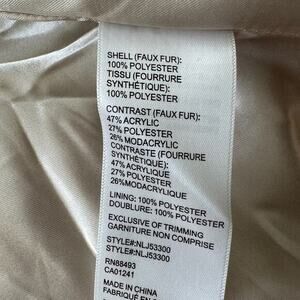 SHELL (FAUX FUR):
100% POLYESTER
TISSU (FOURRURE
SYNTHÉTIQUE):
100% POLYESTER
CONTRAST (FAUX FUR):
47% ACRYLIC
27% POLYESTER
26% MODACRYLIC
CONTRASTE (FOURRURE
SYNTHÉTIQUE):
47% ACRYLIQUE
27% POLYESTER
26%MODACRYLIQUE
LINING: 100% POLYESTER
DOUBLURE: 100% POLYESTER
EXCLUSIVE OF TRIMMING
GARNITURE NON COMPRISE
STYLE#:NLJ53300
STYLE#:NLJ53300
RN88493
CA01241
MADE IN CHINA
FABRIQUÉ EN